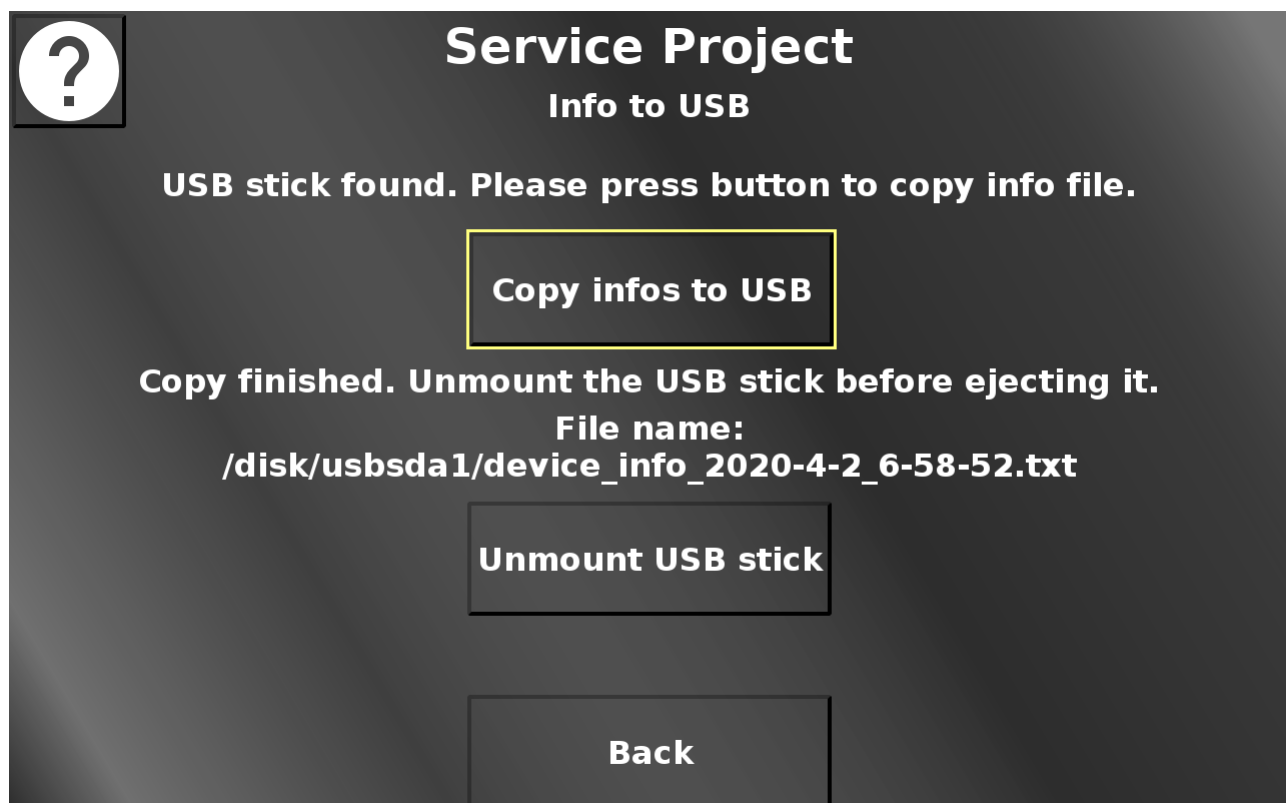 ?
Service Project
Info to USB
USB stick found. Please press button to copy info file.
Copy infos to USB
Copy finished. Unmount the USB stick before ejecting it.
File name:
/disk/usbsda1/device_info_2020-4-2_6-58-52.txt
Unmount USB stick
Back